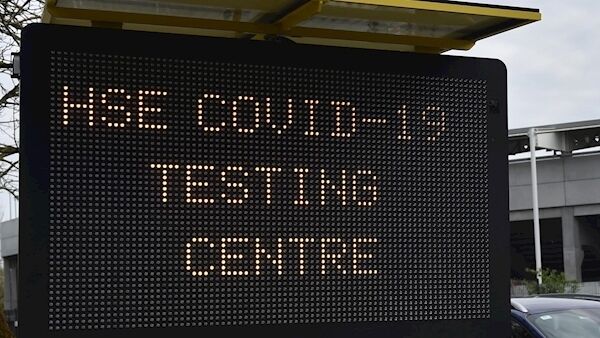 HSE COVID-19
TESTING
CENTRE